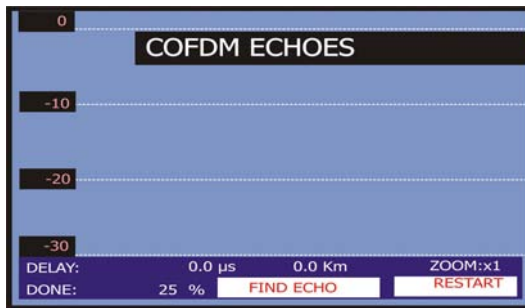 0
COFDM ECHOES
-10
-20
-30
DELAY: 0.0 µs 0.0 Km ZOOM:x1
DONE: 25 % FIND ECHO RESTART